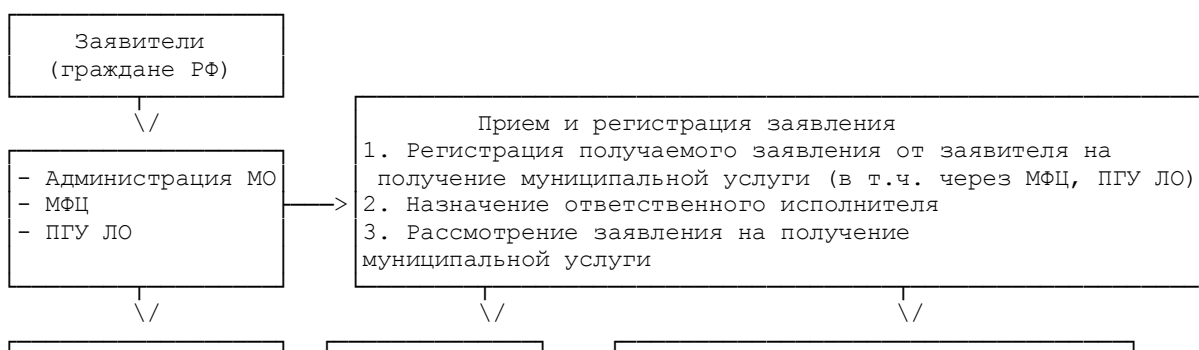 Заявители
(граждане РФ)
Прием и регистрация заявления
1. Регистрация получаемого заявления от заявителя на
получение муниципальной услуги (в т.ч. через МФЦ, ПГУ ЛО)
2. Назначение ответственного исполнителя
3. Рассмотрение заявления на получение
муниципальной услуги
- Администрация МО
- МФЦ
- ПГУ ЛО